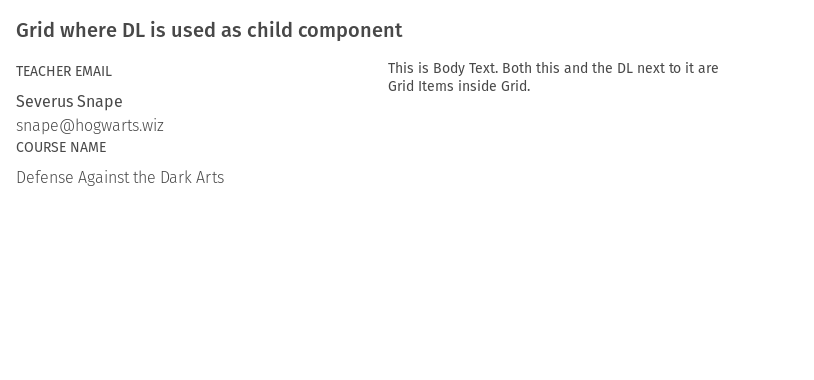 Grid where DL is used as child component
TEACHER EMAIL
Severus Snape
snape@hogwarts.wiz
COURSE NAME
Defense Against the Dark Arts
This is Body Text. Both this and the DL next to it are
Grid Items inside Grid.